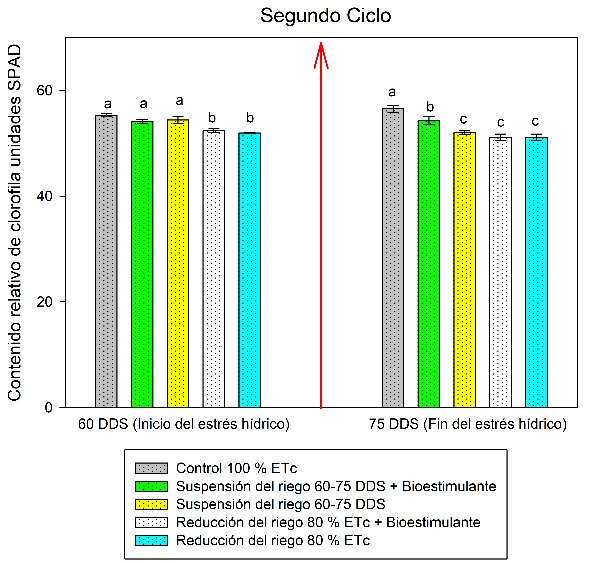 Segundo Ciclo
Contenido relativo de clorofila unidades SPAD
60
40
20
0
a a a b b
a b c c c
60 DDS (Inicio del estrés hídrico) 75 DDS (Fin del estrés hídrico)
Control 100 % ETc
Suspensión del riego 60-75 DDS + Bioestimulante
Suspensión del riego 60-75 DDS
Reducción del riego 80 % ETc + Bioestimulante
Reducción del riego 80 % ETc